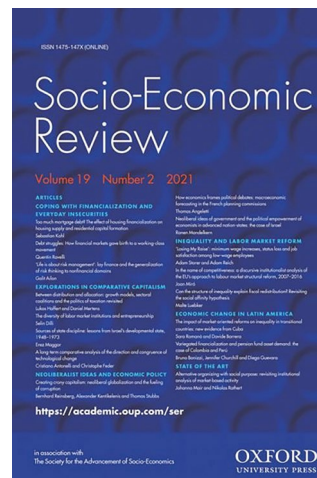 ISSN 1475-147X (ONLINE)
Socio-Economic
Review
Volume 19 Number 2 2021
ARTICLES
COPING WITH FINANCIALIZATION AND
EVERYDAY INSECURITIES
Too much mortgage debt? The effect of housing financialization on
housing supply and residential capital formation
Sebastian Kohl
Debt struggles: How financial markets gave birth to a working-class
movement
Quentin Ravelli
'Life is about risk management': lay finance and the generalization
of risk thinking to nonfinancial domains
Galit Ailon
EXPLORATIONS IN COMPARATIVE CAPITALISM
Between distribution and allocation: growth models, sectoral
coalitions and the politics of taxation revisited
Lukas Haffert and Daniel Mertens
The diversity of labor market institutions and entrepreneurship
Selin Dilli
Sources of state discipline: lessons from Israel's developmental state,
1948–1973
Erez Maggor
A long-term comparative analysis of the direction and congruence of
technological change
Cristiano Antonelli and Christophe Feder
NEOLIBERALIST IDEAS AND ECONOMIC POLICY
Creating crony capitalism: neoliberal globalization and the fueling
of corruption
Bernhard Reinsberg, Alexander Kentikelenis and Thomas Stubbs
How economics frames political debates: macroeconomic
forecasting in the French planning commissions
Thomas Angeletti
Neoliberal ideas of government and the political empowerment of
economists in advanced nation states: the case of Israel
Ronen Mandelkern
INEQUALITY AND LABOR MARKET REFORM
'Losing My Raise': minimum wage increases, status loss and job
satisfaction among low-wage employees
Adam Storer and Adam Reich
In the name of competitiveness: a discursive institutionalist analysis of
the EU's approach to labour market structural reform, 2007–2016
Joan Miró
Can the structure of inequality explain fiscal redistribution? Revisiting
the social affinity hypothesis
Malte Luebker
ECONOMIC CHANGE IN LATIN AMERICA
The impact of market-oriented reforms on inequality in transitional
countries: new evidence from Cuba
Sara Romanò and Davide Barrera
Variegated financialization and pension fund asset demand: the
case of Colombia and Perú
Bruno Bonizzi, Jennifer Churchill and Diego Guevara
STATE OF THE ART
Alternative organizing with social purpose: revisiting institutional
analysis of market-based activity
Johanna Mair and Nikolas Rathert
https://academic.oup.com/ser
in association with
The Society for the Advancement of Socio-Economics
OXFORD
UNIVERSITY PRESS